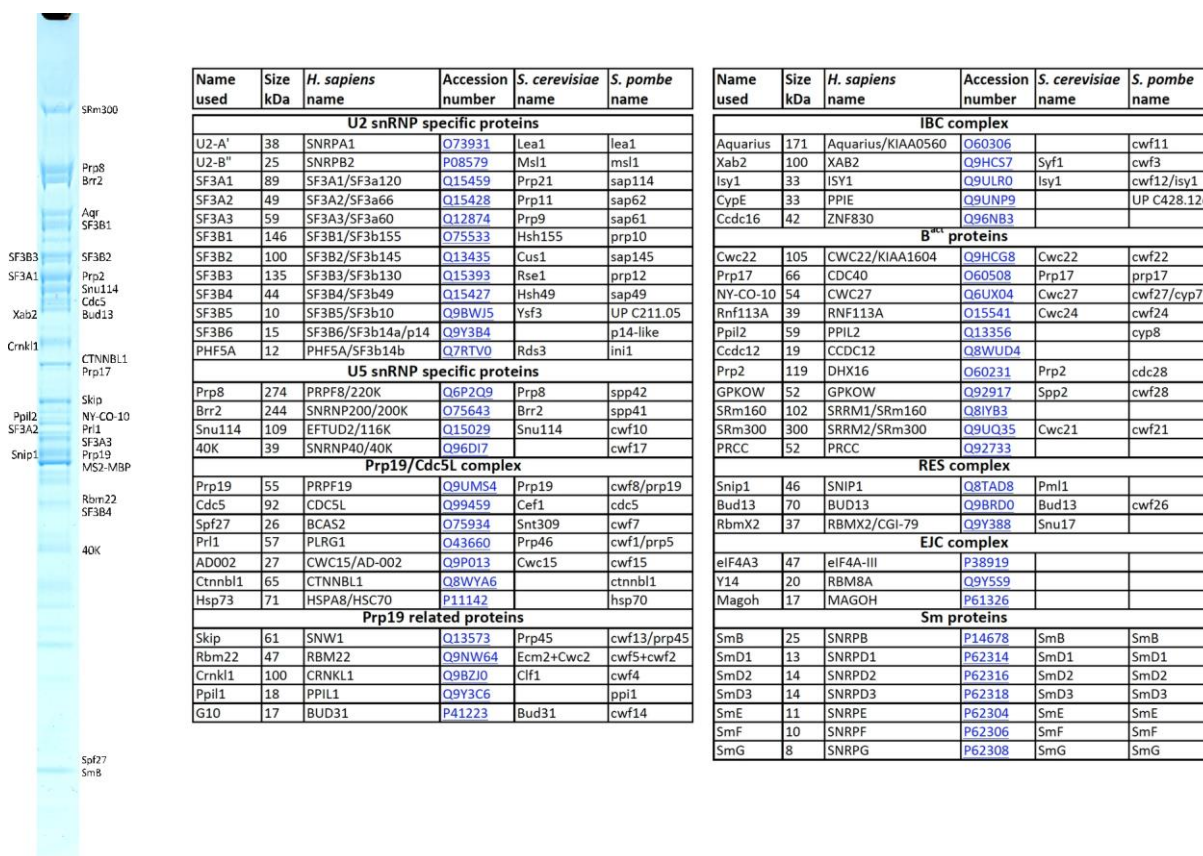 SRm300
Prp8
Brr2
Aqr
SF3B1
SF3B3 SF3B2
SF3A1 Prp2
Snu114
Cdc5
Xab2 Bud13
Crnkl1
CTNNBL1
Prp17
Skip
Ppil2 NY-CO-10
SF3A2 Prl1
SF3A3
Snip1 Prp19
MS2-MBP
Rbm22
SF3B4
40K
Spf27
SmB
Name used Size kDa H. sapiens name Accession number S. cerevisiae name S. pombe name
U2 snRNP specific proteins
U2-A' 38 SNRPA1 O73931 Lea1 lea1
U2-B" 28 SNRPB2 P08579 Msl1 msl1
SF3A1 89 SF3A1/SF3a120 Q15459 Prp21 sap114
SF3A2 49 SF3A2/SF3a66 Q15428 Prp11 sap62
SF3A3 59 SF3A3/SF3a60 Q12874 Prp9 sap61
SF3B1 146 SF3B1/SF3b155 O75533 Hsh155 prp10
SF3B2 100 SF3B2/SF3b145 Q13435 Cus1 sap145
SF3B3 135 SF3B3/SF3b130 Q15393 Rse1 prp12
SF3B4 44 SF3B4/SF3b49 Q15427 Hsh49 sap49
SF3B5 10 SF3B5/SF3b10 Q9BWJ5 Ysf3 UP C211.05
SF3B6 15 SF3B6/SF3b14a/p14 Q9Y3B4 p14-like
PHF5A 12 PHF5A/SF3b14b Q7RTV0 Rds3 ini1
U5 snRNP specific proteins
Prp8 274 PRPF8/220K Q6P2Q9 Prp8 spp42
Brr2 244 SNRNP200/200K O75643 Brr2 spp41
Snu114 109 EFTUD2/116K Q15029 Snu114 cwf10
40K 39 SNRNP40/40K Q96DI7 cwf17
Prp19/Cdc5L complex
Prp19 55 PRPF19 Q9UMS4 Prp19 cwf8/prp19
Cdc5 92 CDC5L Q99459 Cef1 cdc5
Spf27 26 BCAS2 O75934 Snt309 cwf7
Prl1 57 PLRG1 O43660 Prp46 cwf1/prp5
AD002 27 CWC15/AD-002 Q9P013 Cwc15 cwf15
Ctnnbl1 65 CTNNBL1 Q8WYA6 ctnnbl1
Hsp73 71 HSPA8/HSC70 P11142 hsp70
Prp19 related proteins
Skip 61 SNW1 Q13573 Prp45 cwf13/prp45
Rbm22 47 RBM22 Q9NW64 Ecm2+Cwc2 cwf5+cwf2
Crnkl1 100 CRNKL1 Q9BZJ0 Clf1 cwf4
Ppil1 18 PPIL1 Q9Y3C6 ppi1
G10 17 BUD31 P41223 Bud31 cwf14
Name used Size kDa H. sapiens name Accession number S. cerevisiae name S. pombe name
IBC complex
Aquarius 171 Aquarius/KIAA0560 O60306 cwf11
Xab2 100 XAB2 Q9HCS7 Syf1 cwf3
Isy1 33 ISY1 Q9ULR0 Isy1 cwf12/isy1
CypE 33 PPIE Q9UNP9 UP C428.12
Ccdc16 42 ZNF830 Q96NB3
Bact proteins
Cwc22 105 CWC22/KIAA1604 Q9HCG8 Cwc22 cwf22
Prp17 66 CDC40 O60508 Prp17 prp17
NY-CO-10 54 CWC27 Q6UX04 Cwc27 cwf27/cyp7
Rnf113A 39 RNF113A O15541 Cwc24 cwf24
Ppil2 59 PPIL2 Q13356 cyp8
Ccdc12 19 CCDC12 Q8WUD4
Prp2 119 DHX16 O60231 Prp2 cdc28
GPKOW 52 GPKOW Q92917 Spp2 cwf28
SRm160 102 SRRM1/SRm160 Q8IYB3
SRm300 300 SRRM2/SRm300 Q9UQ35 Cwc21 cwf21
PRCC 52 PRCC Q92733
RES complex
Snip1 46 SNIP1 Q8TAD8 Pml1
Bud13 70 BUD13 Q9BRD0 Bud13 cwf26
RbmX2 37 RBMX2/CGI-79 Q9Y388 Snu17
EJC complex
eIF4A3 47 eIF4A-III P38919
Y14 20 RBM8A Q9Y5S9
Magoh 17 MAGOH P61326
Sm proteins
SmB 25 SNRPB P14678 SmB SmB
SmD1 13 SNRPD1 P62314 SmD1 SmD1
SmD2 14 SNRPD2 P62316 SmD2 SmD2
SmD3 14 SNRPD3 P62318 SmD3 SmD3
SmE 11 SNRPE P62304 SmE SmE
SmF 10 SNRPF P62306 SmF SmF
SmG 8 SNRPG P62308 SmG SmG